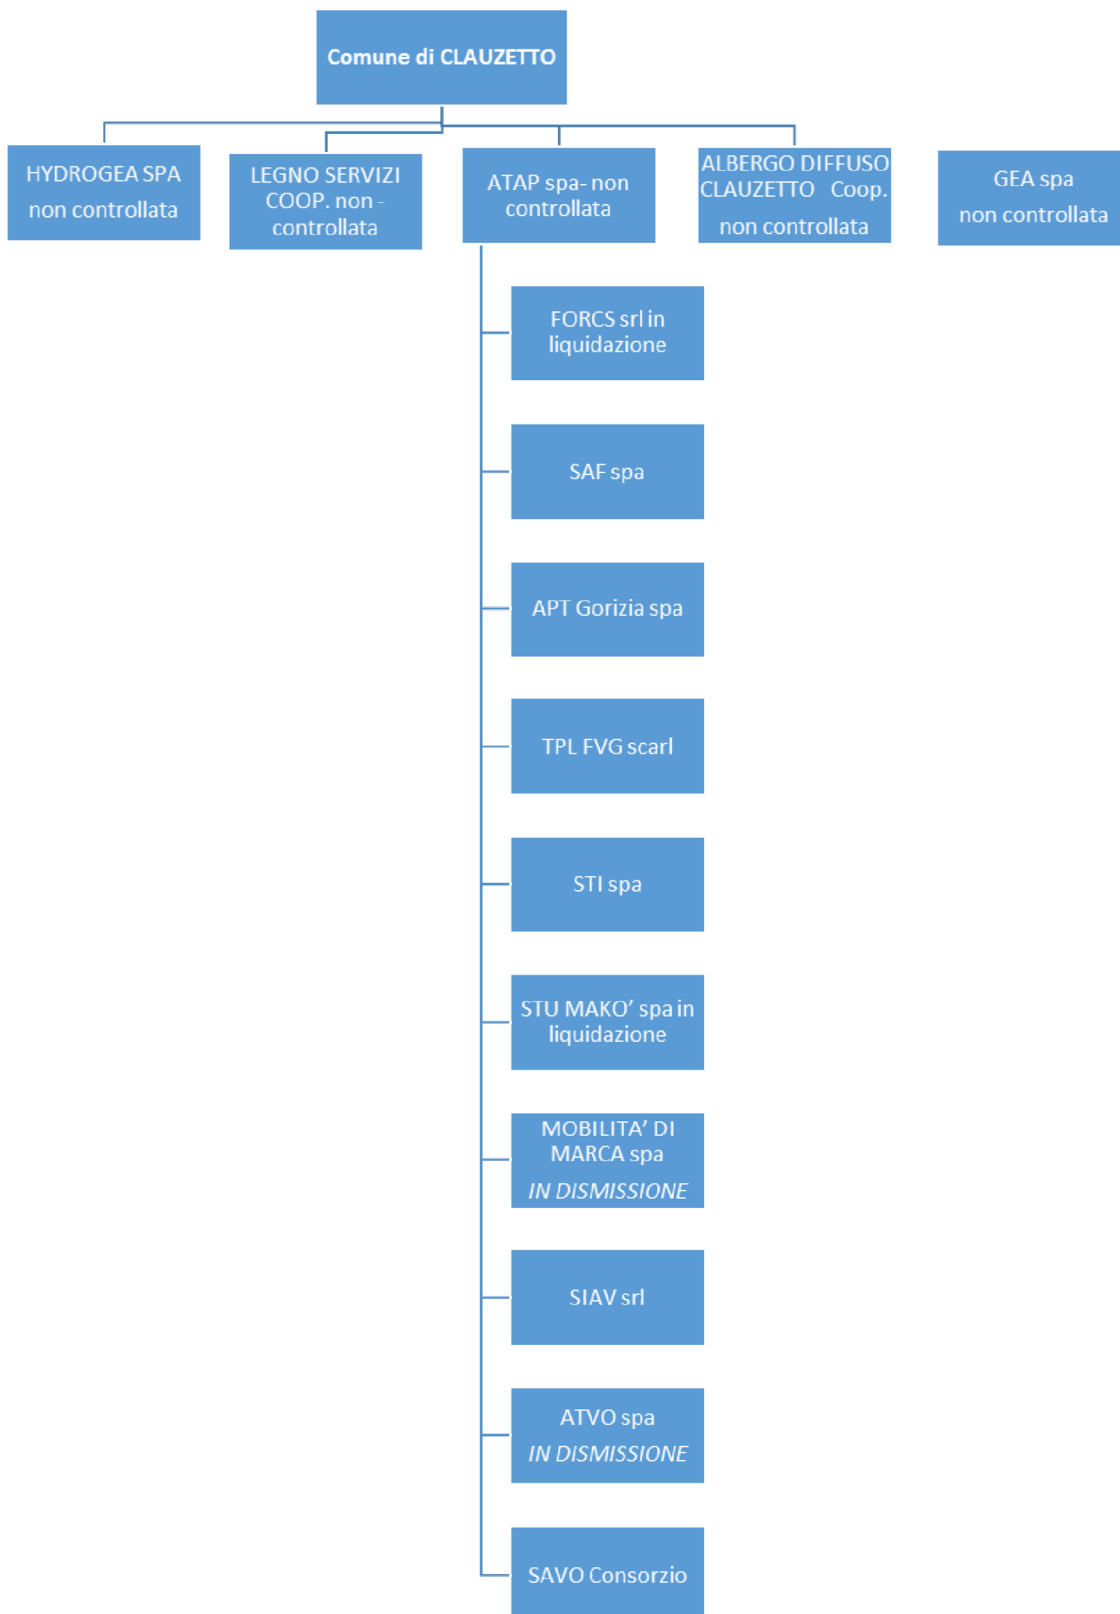 Comune di CLAUZETTO
HYDROGEA SPA
non controllata
LEGNO SERVIZI
COOP. non -
controllata
ATAP spa- non
controllata
ALBERGO DIFFUSO
CLAUZETTO Coop.
non controllata
GEA spa
non controllata
FORCS srl in
liquidazione
SAF spa
APT Gorizia spa
TPL FVG scarl
STI spa
STU MAKO’ spa in
liquidazione
MOBILITA’ DI
MARCA spa
IN DISMISSIONE
SIAV srl
ATVO spa
IN DISMISSIONE
SAVO Consorzio